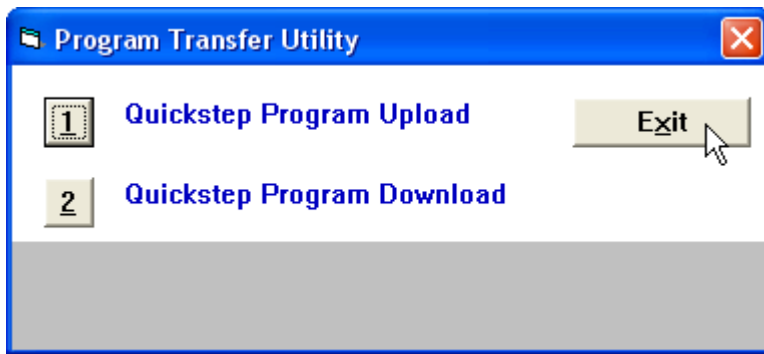 Program Transfer Utility
1 Quickstep Program Upload Exit
2 Quickstep Program Download